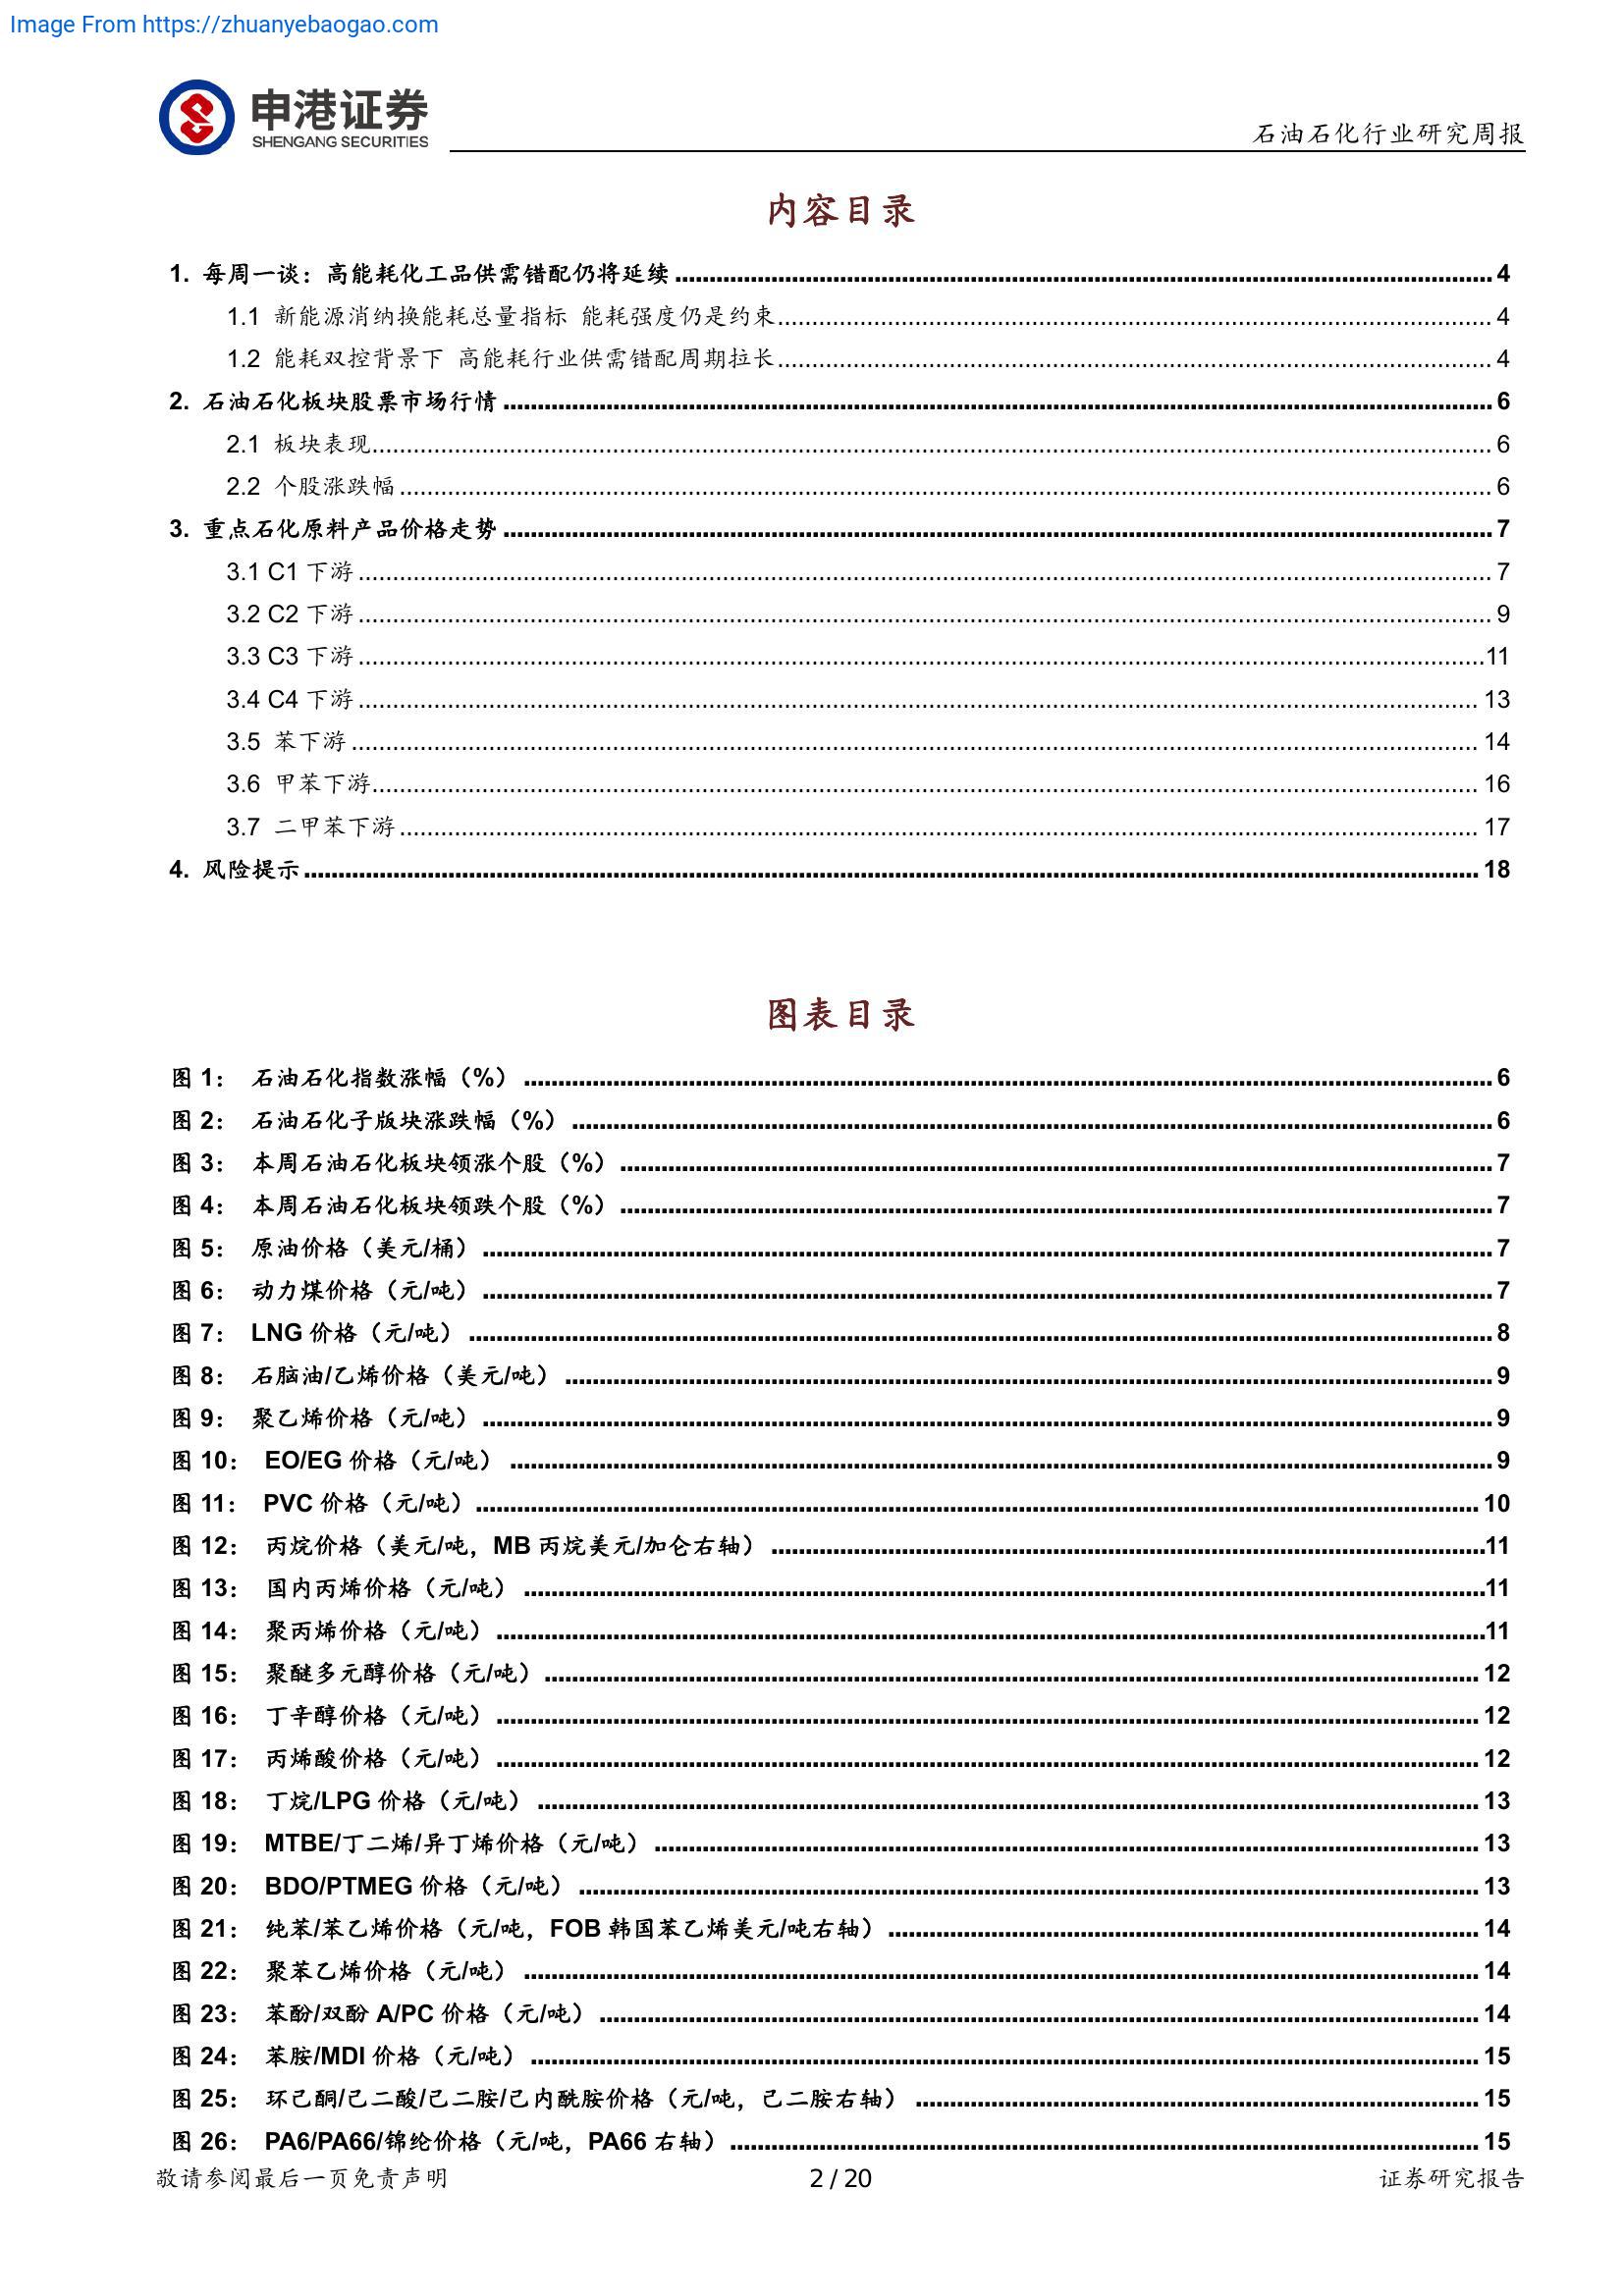 Image From https://zhuanyebaogao.com
申港证券
SHENGANG SECURITIES
石油石化行业研究周报
内容目录
1. 每周一谈：高能耗化工品供需错配仍将延续 4
1.1 新能源消纳换能耗总量指标 能耗强度仍是约束 4
1.2 能耗双控背景下 高能耗行业供需错配周期拉长 4
2. 石油石化板块股票市场行情 6
2.1 板块表现 6
2.2 个股涨跌幅 6
3. 重点石化原料产品价格走势 7
3.1 C1 下游 7
3.2 C2 下游 9
3.3 C3 下游 11
3.4 C4 下游 13
3.5 苯下游 14
3.6 甲苯下游 16
3.7 二甲苯下游 17
4. 风险提示 18
图表目录
图 1： 石油石化指数涨幅（%） 6
图 2： 石油石化子版块涨跌幅（%） 6
图 3： 本周石油石化板块领涨个股（%） 7
图 4： 本周石油石化板块领跌个股（%） 7
图 5： 原油价格（美元/桶） 7
图 6： 动力煤价格（元/吨） 7
图 7： LNG 价格（元/吨） 8
图 8： 石脑油/乙烯价格（美元/吨） 9
图 9： 聚乙烯价格（元/吨） 9
图 10： EO/EG 价格（元/吨） 9
图 11： PVC 价格（元/吨） 10
图 12： 丙烷价格（美元/吨，MB 丙烷美元/加仑右轴） 11
图 13： 国内丙烯价格（元/吨） 11
图 14： 聚丙烯价格（元/吨） 11
图 15： 聚醚多元醇价格（元/吨） 12
图 16： 丁辛醇价格（元/吨） 12
图 17： 丙烯酸价格（元/吨） 12
图 18： 丁烷/LPG 价格（元/吨） 13
图 19： MTBE/丁二烯/异丁烯价格（元/吨） 13
图 20： BDO/PTMEG 价格（元/吨） 13
图 21： 纯苯/苯乙烯价格（元/吨，FOB 韩国苯乙烯美元/吨右轴） 14
图 22： 聚苯乙烯价格（元/吨） 14
图 23： 苯酚/双酚 A/PC 价格（元/吨） 14
图 24： 苯胺/MDI 价格（元/吨） 15
图 25： 环己酮/己二酸/己二胺/己内酰胺价格（元/吨，己二胺右轴） 15
图 26： PA6/PA66/锦纶价格（元/吨，PA66 右轴） 15
敬请参阅最后一页免责声明
2 / 20
证券研究报告